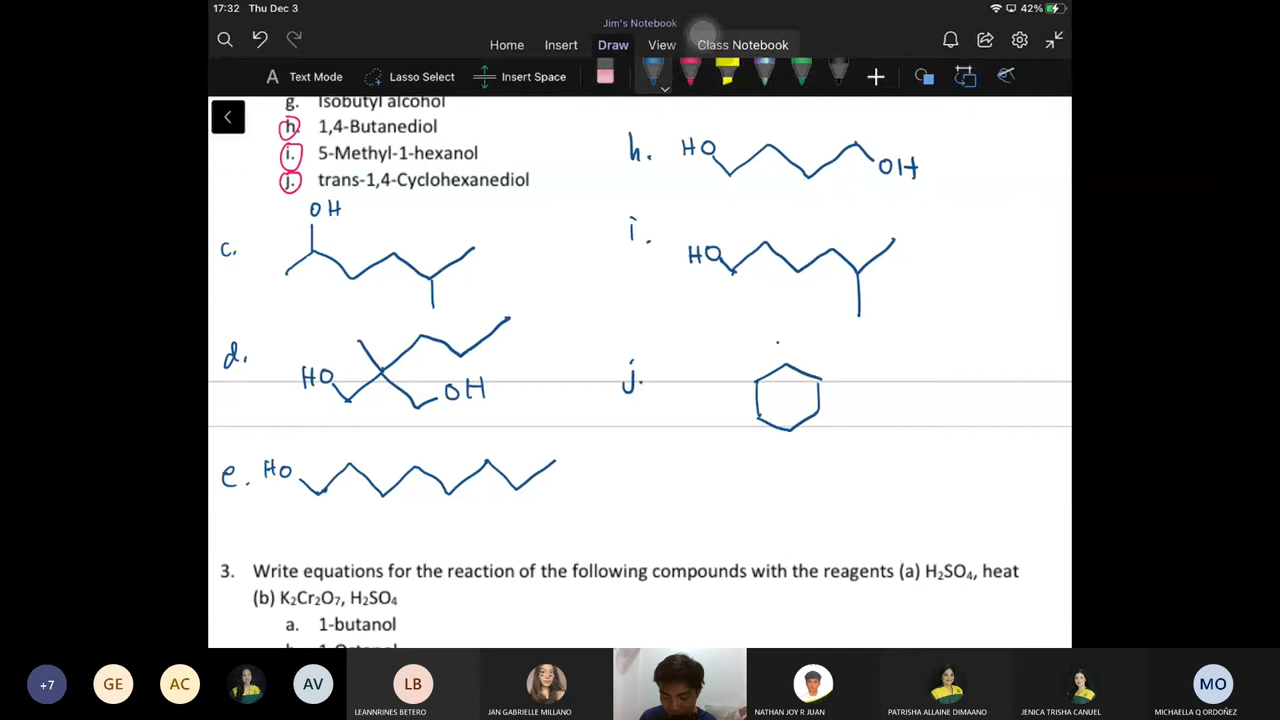 17:32 Thu Dec 3
42%
Jim's Notebook
Home Insert Draw View Class Notebook
Text Mode Lasso Select Insert Space
g. Isobutyl alcohol
h. 1,4-Butanediol
i. 5-Methyl-1-hexanol
j. trans-1,4-Cyclohexanediol
c. OH
d. HO OH
e. HO
h. HO OH
i. HO
j.
3. Write equations for the reaction of the following compounds with the reagents (a) H₂SO₄, heat
(b) K₂Cr₂O₇, H₂SO₄
a. 1-butanol
+7 GE AC AV LB MO
LEANNRINES BETERO JAN GABRIELLE MILLANO NATHAN JOY R JUAN PATRISHA ALLAINE DIMAANO JENICA TRISHA CANUEL MICHAELLA Q ORDOÑEZ